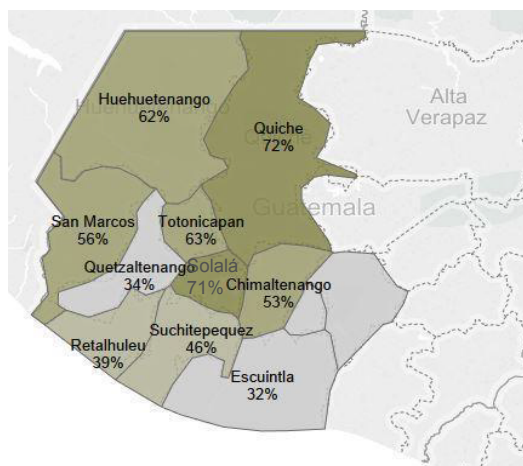 Huehuetenango
62%
Quiche
72%
Alta
Verapaz
Guatemala
San Marcos
56%
Totonicapan
63%
Quetzaltenango
34%
Sololá
71%
Chimaltenango
53%
Retalhuleu
39%
Suchitepequez
46%
Escuintla
32%